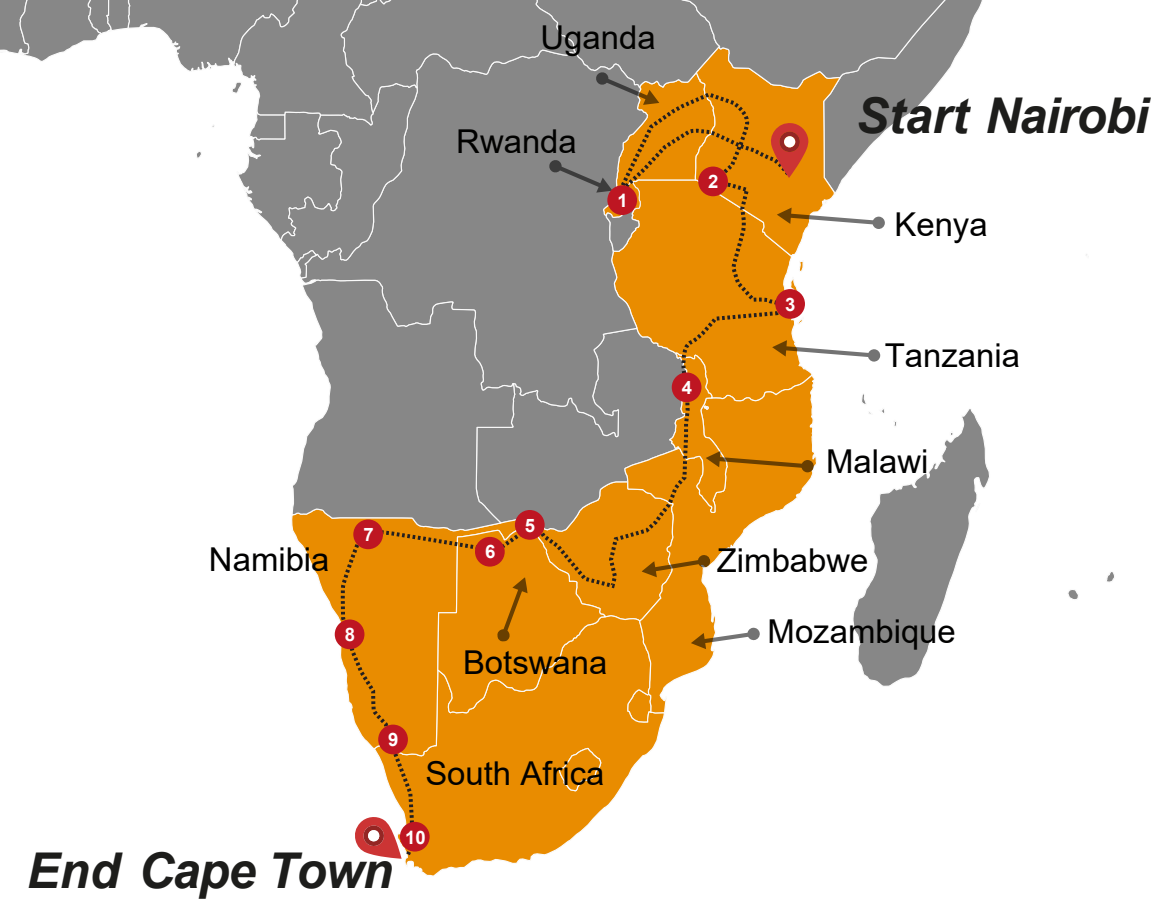 Uganda
Start Nairobi
Rwanda
1
2
Kenya
3
Tanzania
4
Malawi
5
7
6
Namibia
Zimbabwe
8
Mozambique
Botswana
9
South Africa
10
End Cape Town